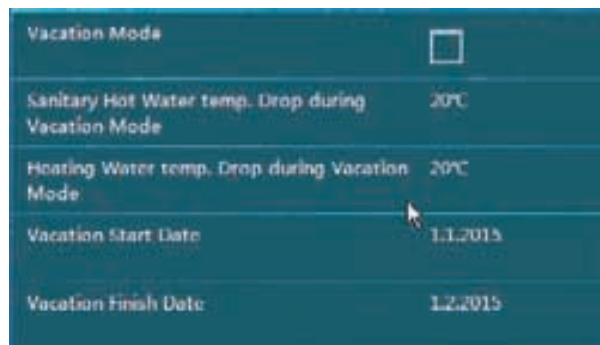 Vacation Mode
Sanitary Hot Water temp. Drop during 20℃
Vacation Mode
Heating Water temp. Drop during Vacation 20℃
Mode
Vacation Start Date 1.1.2015
Vacation Finish Date 1.2.2015